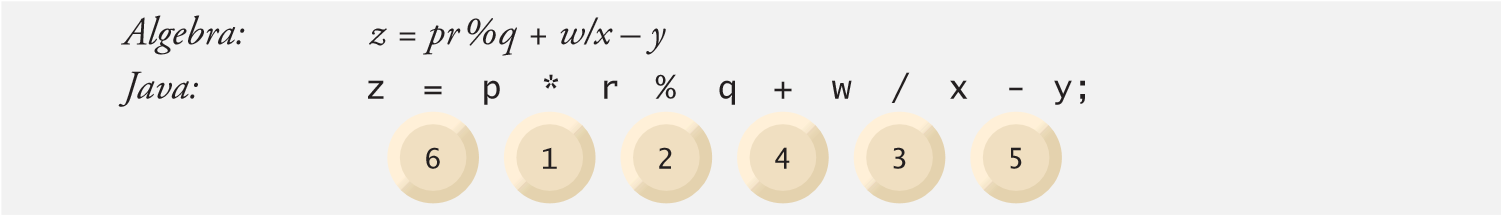 Algebra: z = pr%q + w/x – y
Java: z = p * r % q + w / x - y;
6 1 2 4 3 5